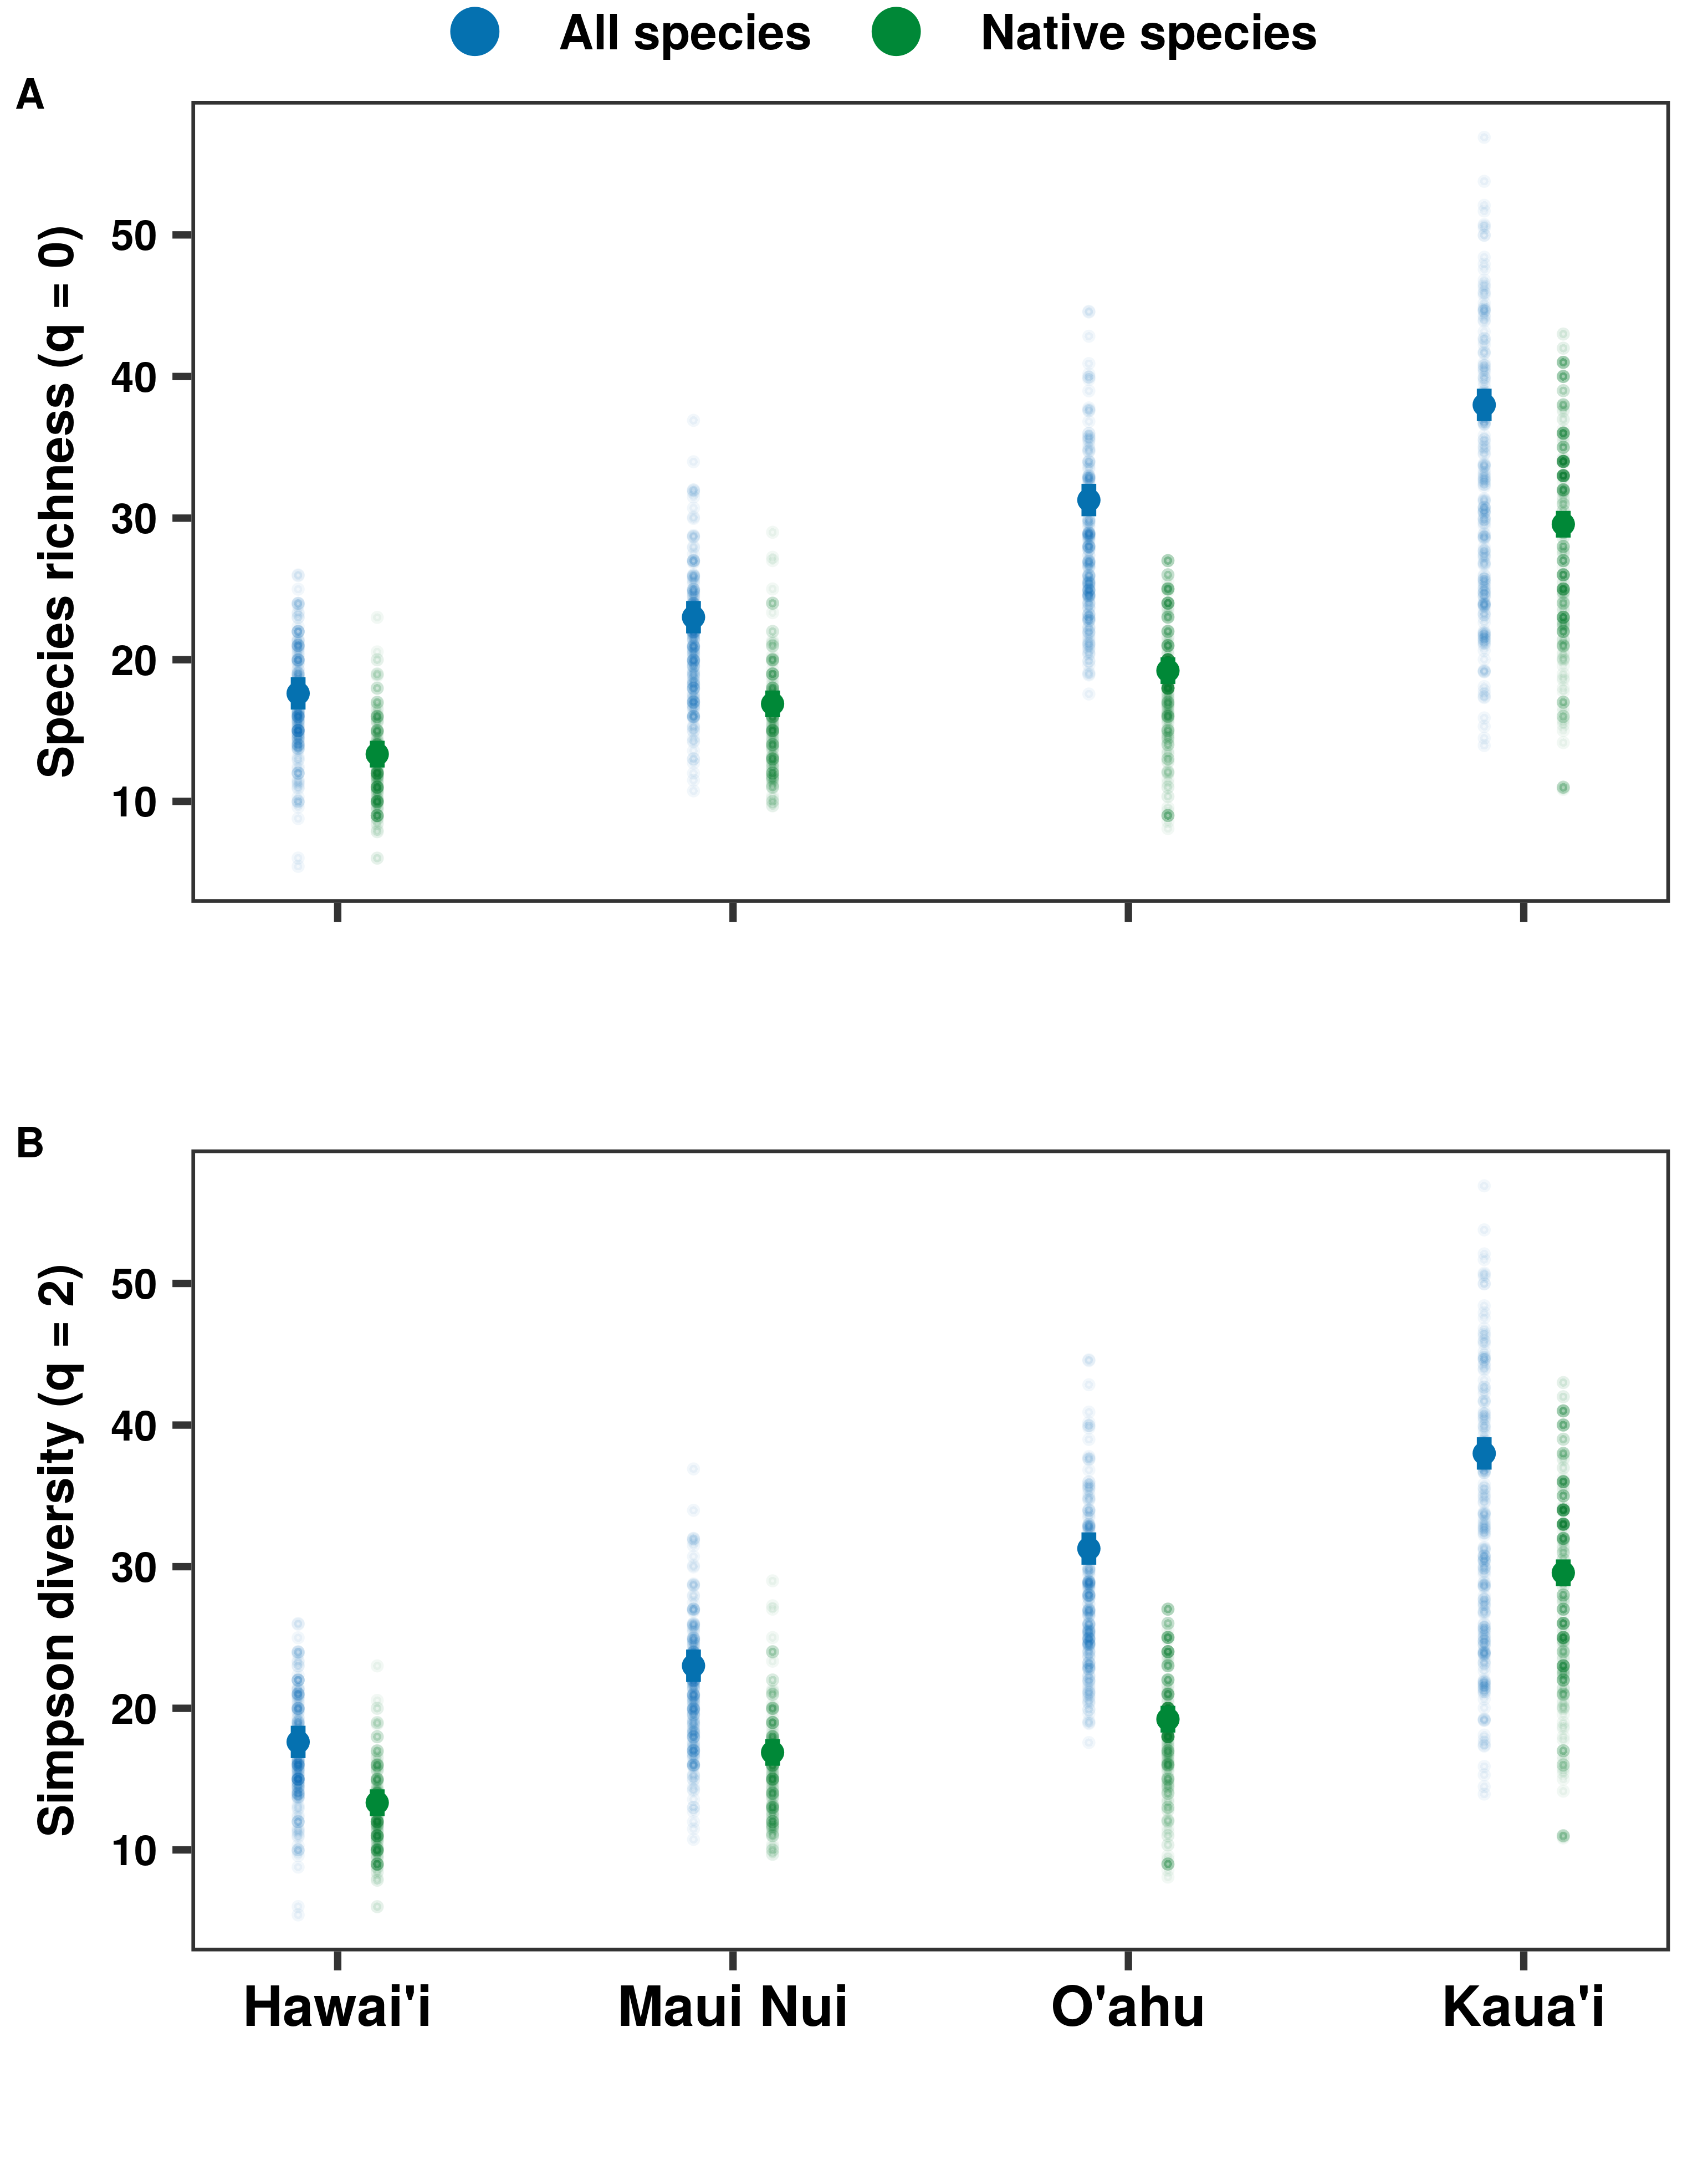 All species Native species
A
Species richness (q = 0)
50
40
30
20
10
B
Simpson diversity (q = 2)
50
40
30
20
10
Hawai'i Maui Nui O'ahu Kaua'i